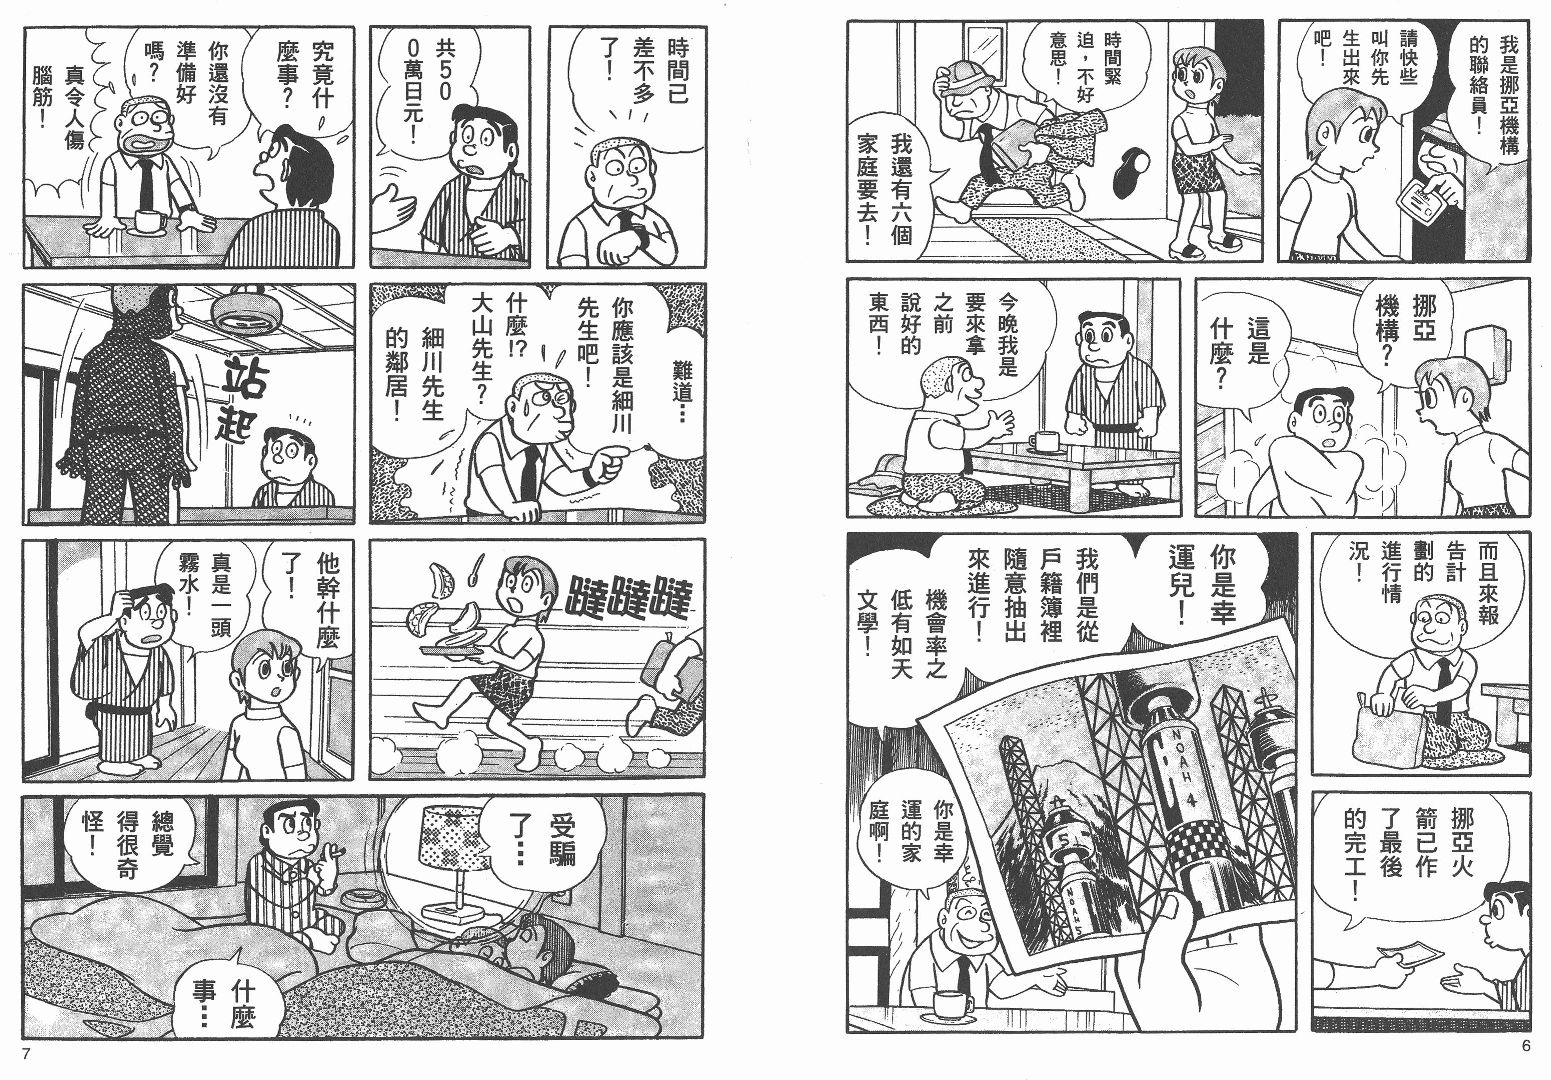 我是挪亞機構
的聯絡員！
請快些
叫你先
生出來
吧！
時間緊
迫，不好
意思！
我還有六個
家庭要去！
挪亞
機構？
這是
什麼？
今晚我是
要來拿
之前
說好的
東西！
而且來報
告計
劃的
進行情
況！
挪亞火
箭已作
了最後
的完工！
你是幸
運兒！
我們是從
戶籍簿裡
隨意抽出
來進行！
機會率之
低有如天
文學！
NOAH 4
5
NOAH5
你是幸
運的家
庭啊！
6
時間已
差不多
了！
共50
0萬日元！
究竟什
麼事？
你還沒有
準備好
嗎？
真令人傷
腦筋！
難道…
你應該是細川
先生吧！
什麼!?
大山先生？
細川先生
的鄰居！
站起
躂躂躂
他幹什麼
了！
真是一頭
霧水！
受騙
了…
總覺
得很奇
怪！
什麼
事…
7